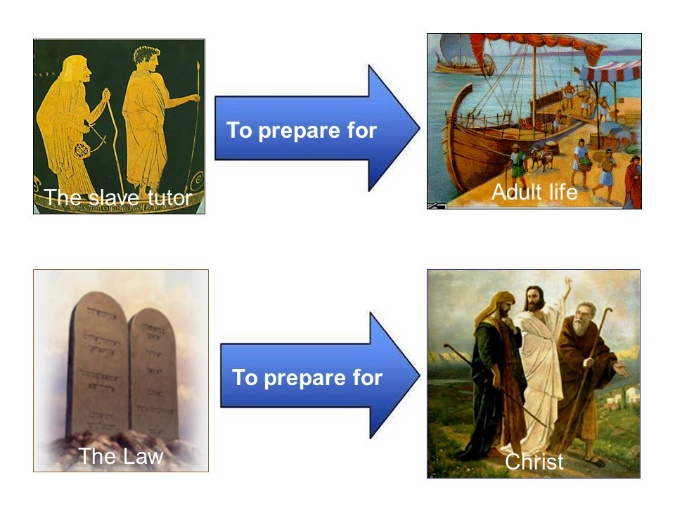 The slave tutor
To prepare for
Adult life
The Law
To prepare for
Christ